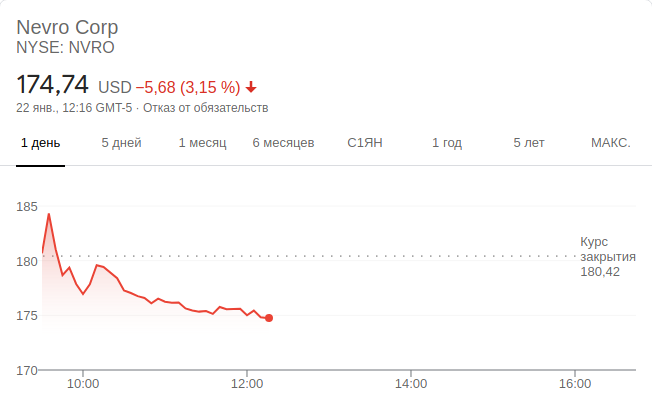 Nevro Corp
NYSE: NVRO
174,74 USD −5,68 (3,15 %)
22 янв., 12:16 GMT-5 · Отказ от обязательств
1 день 5 дней 1 месяц 6 месяцев С1ЯН 1 год 5 лет МАКС.
185
180
175
170
Курс
закрытия
180,42
10:00 12:00 14:00 16:00